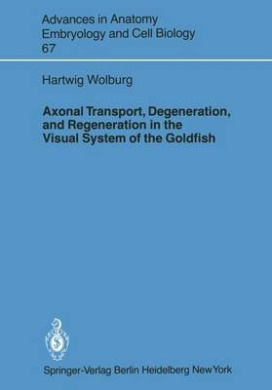 Advances in Anatomy
Embryology and Cell Biology
67
Hartwig Wolburg
Axonal Transport, Degeneration,
and Regeneration in the
Visual System of the Goldfish
Springer-Verlag Berlin Heidelberg New York